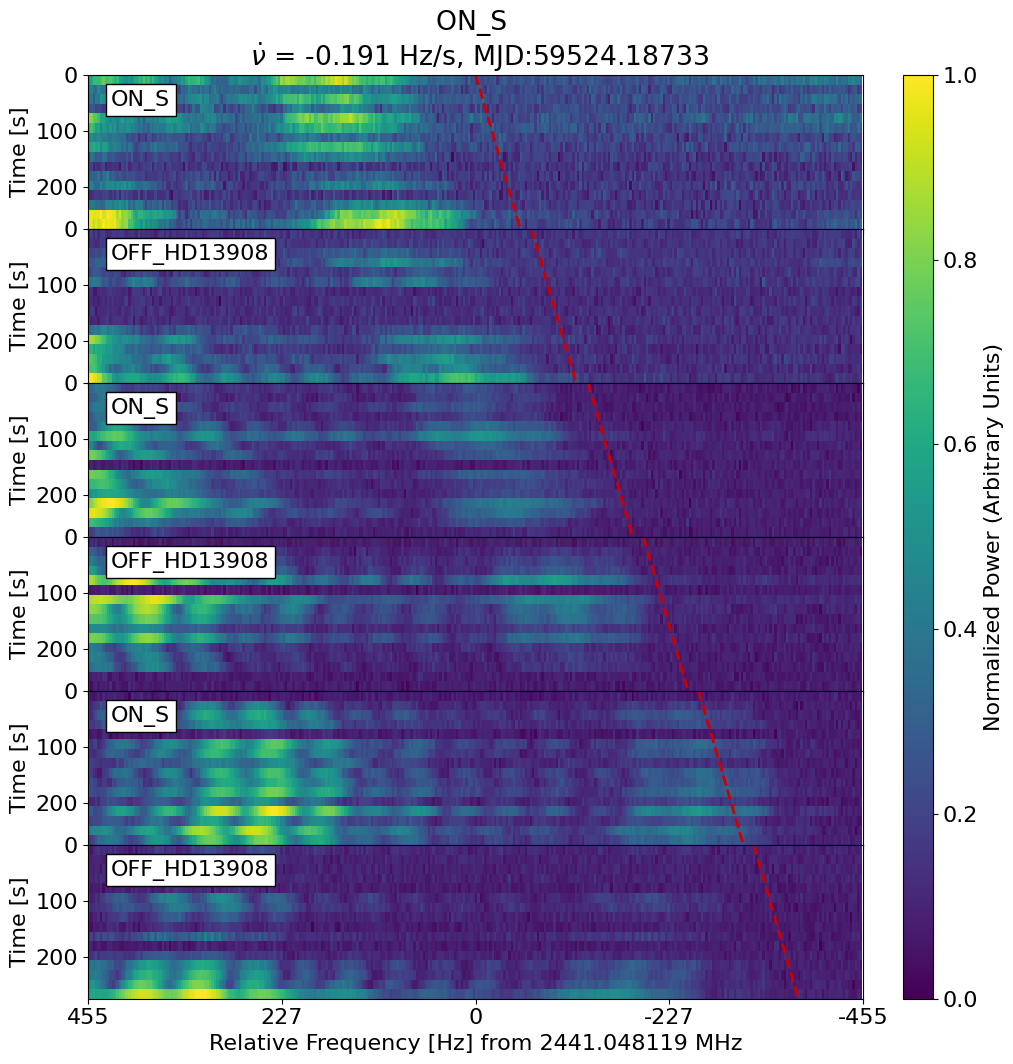 ON_S
ν̇ = -0.191 Hz/s, MJD:59524.18733
0
100
200
Time [s]
ON_S
0
100
200
Time [s]
OFF_HD13908
0
100
200
Time [s]
ON_S
0
100
200
Time [s]
OFF_HD13908
0
100
200
Time [s]
ON_S
0
100
200
Time [s]
OFF_HD13908
455
227
0
-227
-455
Relative Frequency [Hz] from 2441.048119 MHz
1.0
0.8
0.6
0.4
0.2
0.0
Normalized Power (Arbitrary Units)